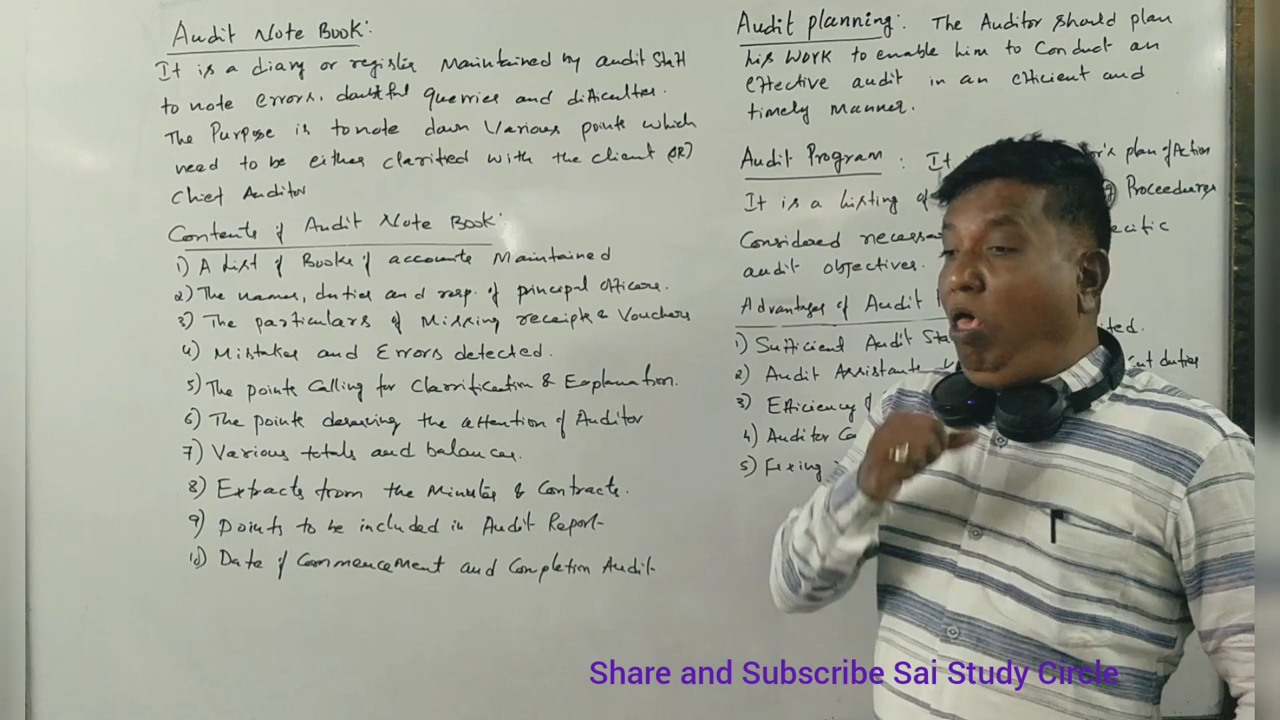 Audit Note Book:
It is a diary or register Maintained by audit Staff
to note errors, doubtful querries and difficulties.
The Purpose is to note down Various points which
need to be either clarified with the client (OR)
Chief Auditor
Contents of Audit Note Book:
1) A List of Books of accounts Maintained
2) The names, duties and resp. of principal officers.
3) The particulars of Missing receipts & Vouchers
4) Mistakes and Errors detected.
5) The points Calling for Clarification & Explanation.
6) The points deserving the attention of Auditor
7) Various totals and balances.
8) Extracts from the Minutes & Contracts.
9) Points to be included in Audit Report
10) Date of Commencement and Completion Audit
Audit planning: The Auditor should plan
his work to enable him to Conduct an
effective audit in an efficient and
timely manner.
Audit Program : It plan of Action
It is a listing of Proceedures
Considered
audit objectives.
Advantages of Audit
1) Sufficient Audit
2) Audit Assistants duties
3) Efficiency of
4) Auditor
5) Fixing
Share and Subscribe Sai Study Circle